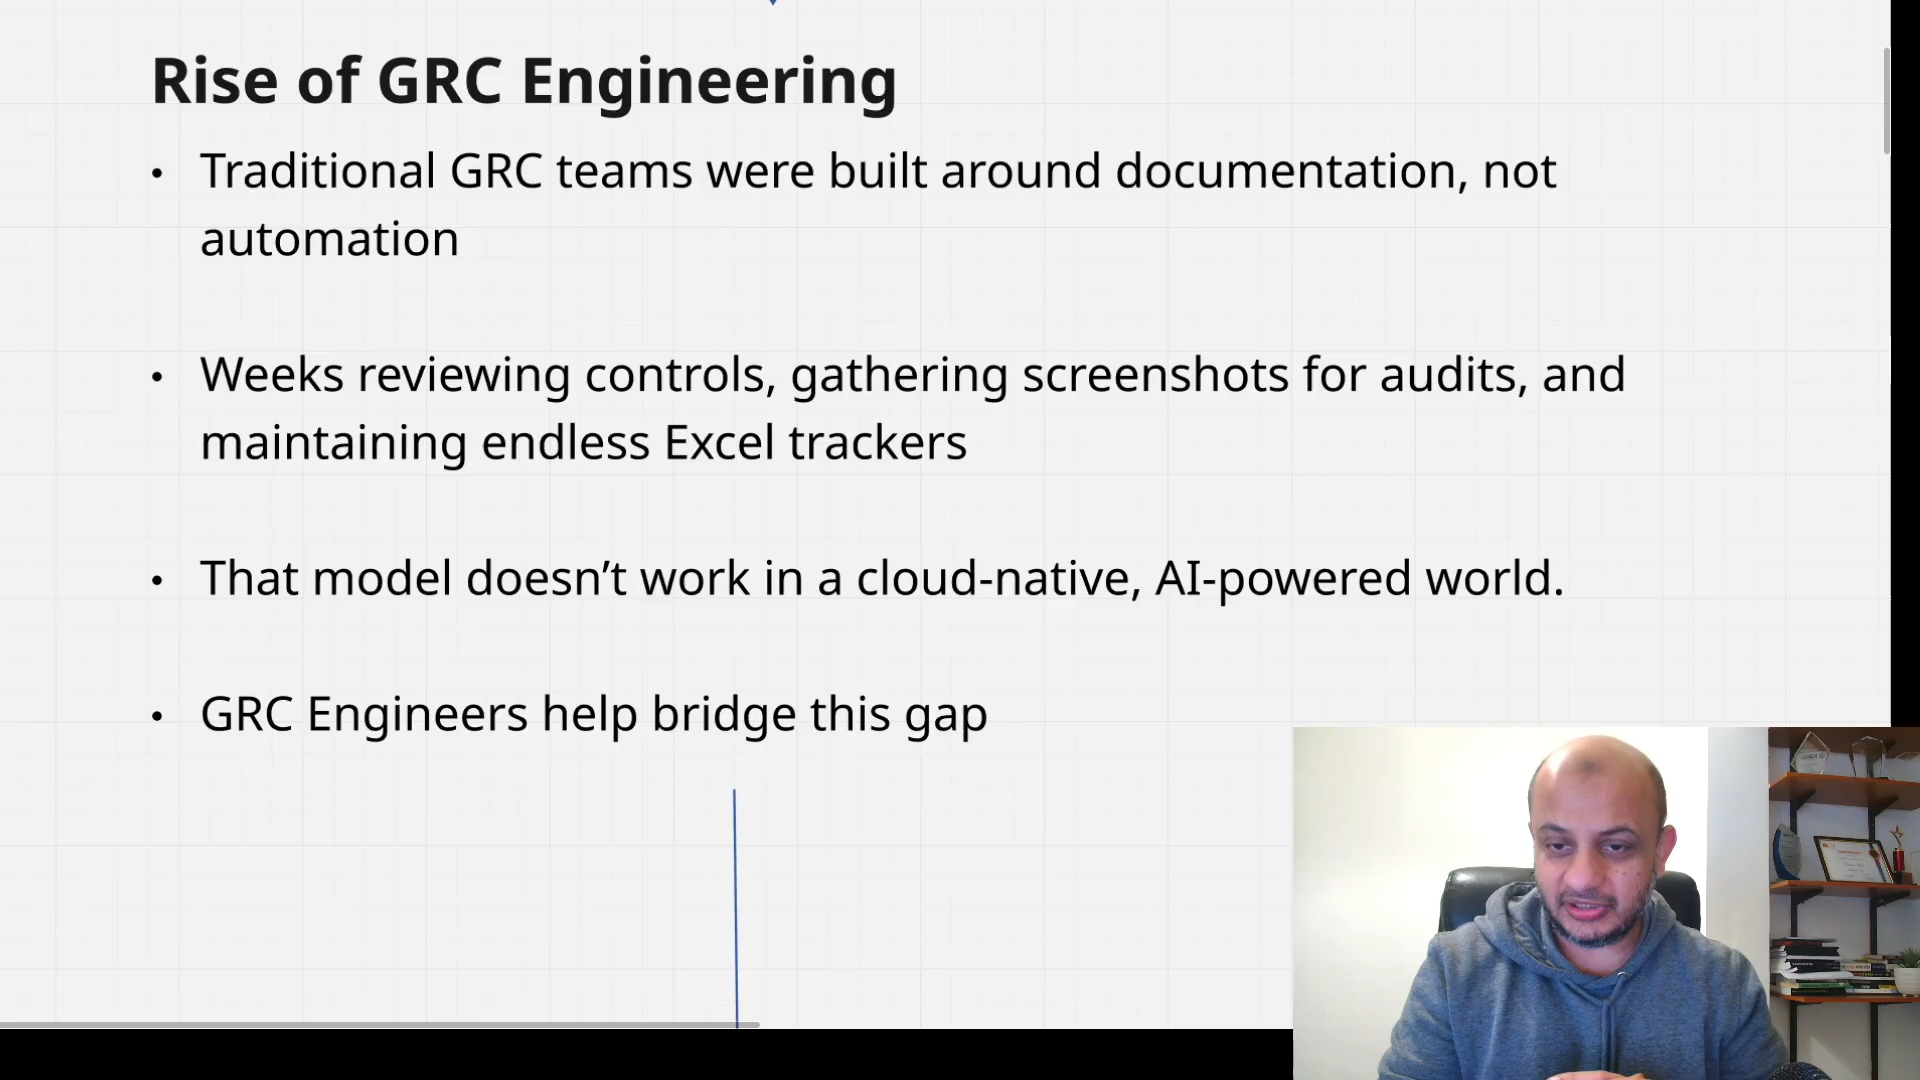 Rise of GRC Engineering
• Traditional GRC teams were built around documentation, not
automation
• Weeks reviewing controls, gathering screenshots for audits, and
maintaining endless Excel trackers
• That model doesn’t work in a cloud-native, AI-powered world.
• GRC Engineers help bridge this gap